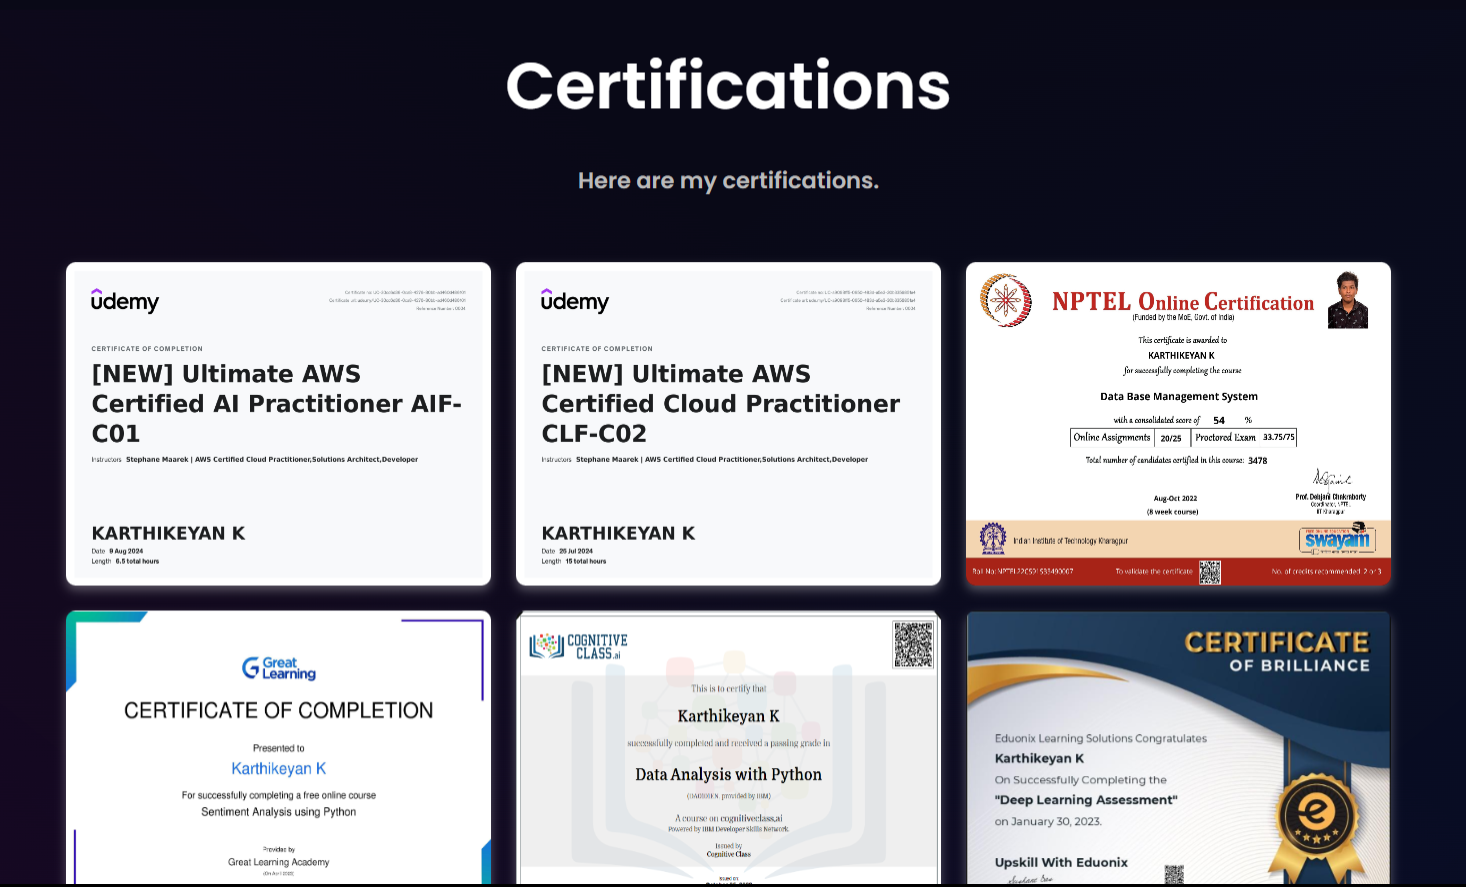 Certifications
Here are my certifications.
udemy
CERTIFICATE OF COMPLETION
[NEW] Ultimate AWS
Certified AI Practitioner AIF-
C01
Instructors Stephane Maarek | AWS Certified Cloud Practitioner,Solutions Architect,Developer
KARTHIKEYAN K
Date 9 Aug 2024
Length 6.5 total hours
udemy
CERTIFICATE OF COMPLETION
[NEW] Ultimate AWS
Certified Cloud Practitioner
CLF-C02
Instructors Stephane Maarek | AWS Certified Cloud Practitioner,Solutions Architect,Developer
KARTHIKEYAN K
Date 25 Jul 2024
Length 15 total hours
NPTEL Online Certification
(Funded by the MoE, Govt. of India)
This certificate is awarded to
KARTHIKEYAN K
for successfully completing the course
Data Base Management System
with a consolidated score of 54 %
Online Assignments 20/25 Proctored Exam 33.75/75
Total number of candidates certified in this course: 3478
Prof. Debjani Chakraborty
Coordinator, NPTEL
IIT Kharagpur
Aug-Oct 2022
(8 week course)
Indian Institute of Technology Kharagpur
swayam
Roll No:NPTEL22CS91S33490007
To validate the certificate
No. of credits recommended: 2 or 3
Great
Learning
CERTIFICATE OF COMPLETION
Presented to
Karthikeyan K
For successfully completing a free online course
Sentiment Analysis using Python
Provided by
Great Learning Academy
COGNITIVE
CLASS.ai
This is to certify that
Karthikeyan K
successfully completed and received a passing grade in
Data Analysis with Python
provided by IBM)
A course on cognitiveclass.ai
Powered by IBM Developer Skills Network.
Issued by
Cognitive Class
CERTIFICATE
OF BRILLIANCE
Eduonix Learning Solutions Congratulates
Karthikeyan K
On Successfully Completing the
"Deep Learning Assessment"
on January 30, 2023.
Upskill With Eduonix